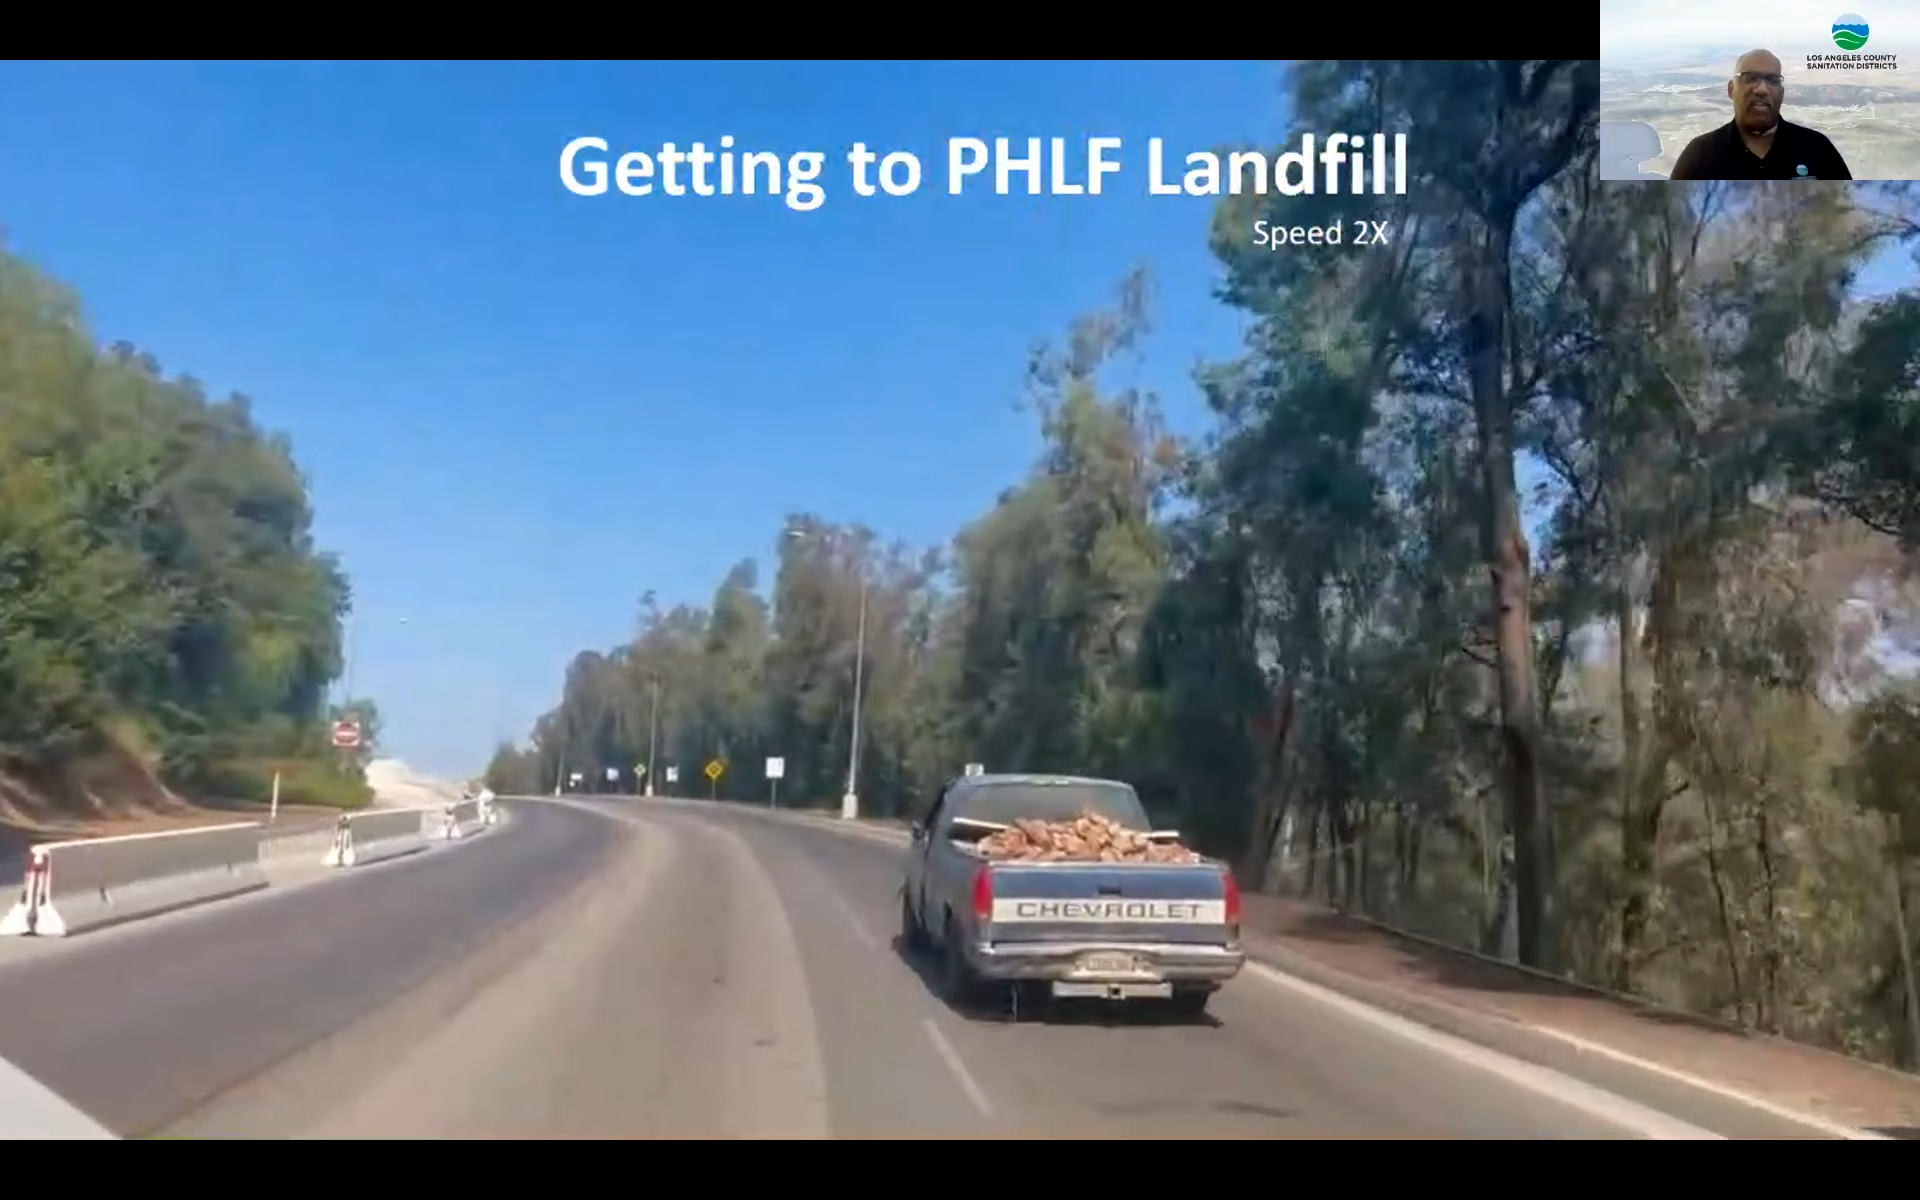 LOS ANGELES COUNTY
SANITATION DISTRICTS
Getting to PHLF Landfill
Speed 2X
CHEVROLET